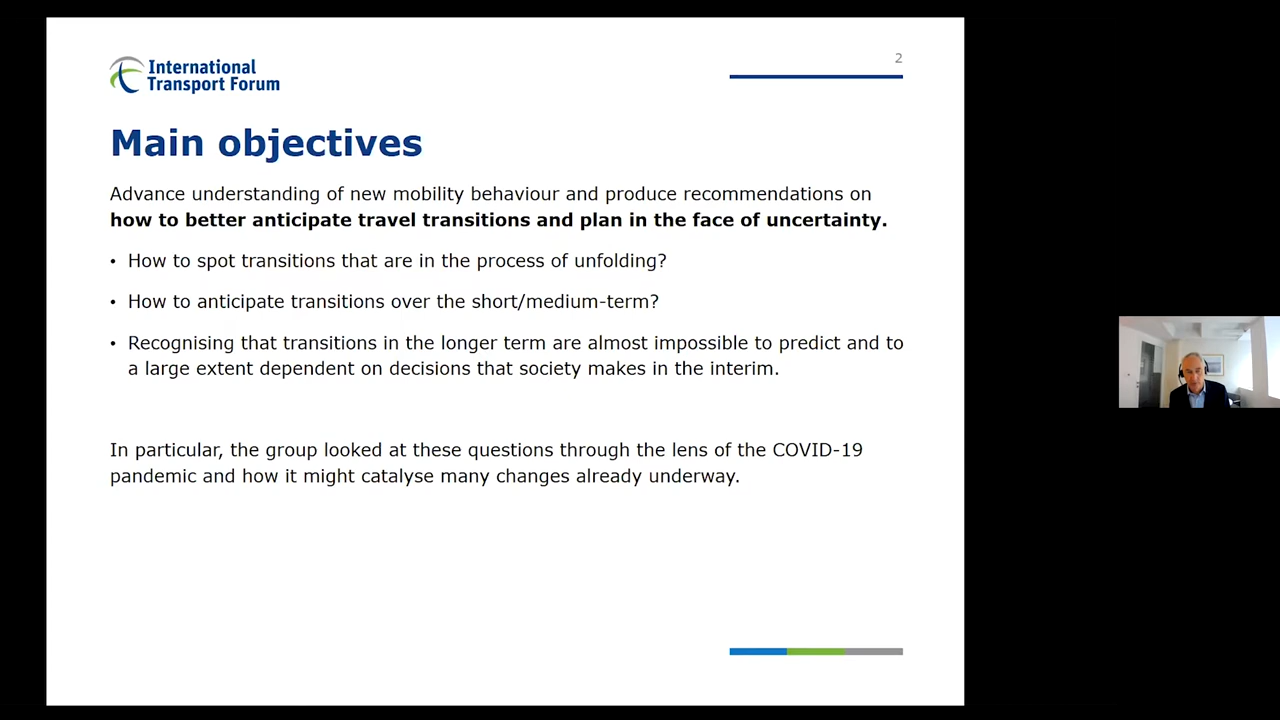 International
Transport Forum
2
Main objectives
Advance understanding of new mobility behaviour and produce recommendations on
how to better anticipate travel transitions and plan in the face of uncertainty.
• How to spot transitions that are in the process of unfolding?
• How to anticipate transitions over the short/medium-term?
• Recognising that transitions in the longer term are almost impossible to predict and to
a large extent dependent on decisions that society makes in the interim.
In particular, the group looked at these questions through the lens of the COVID-19
pandemic and how it might catalyse many changes already underway.